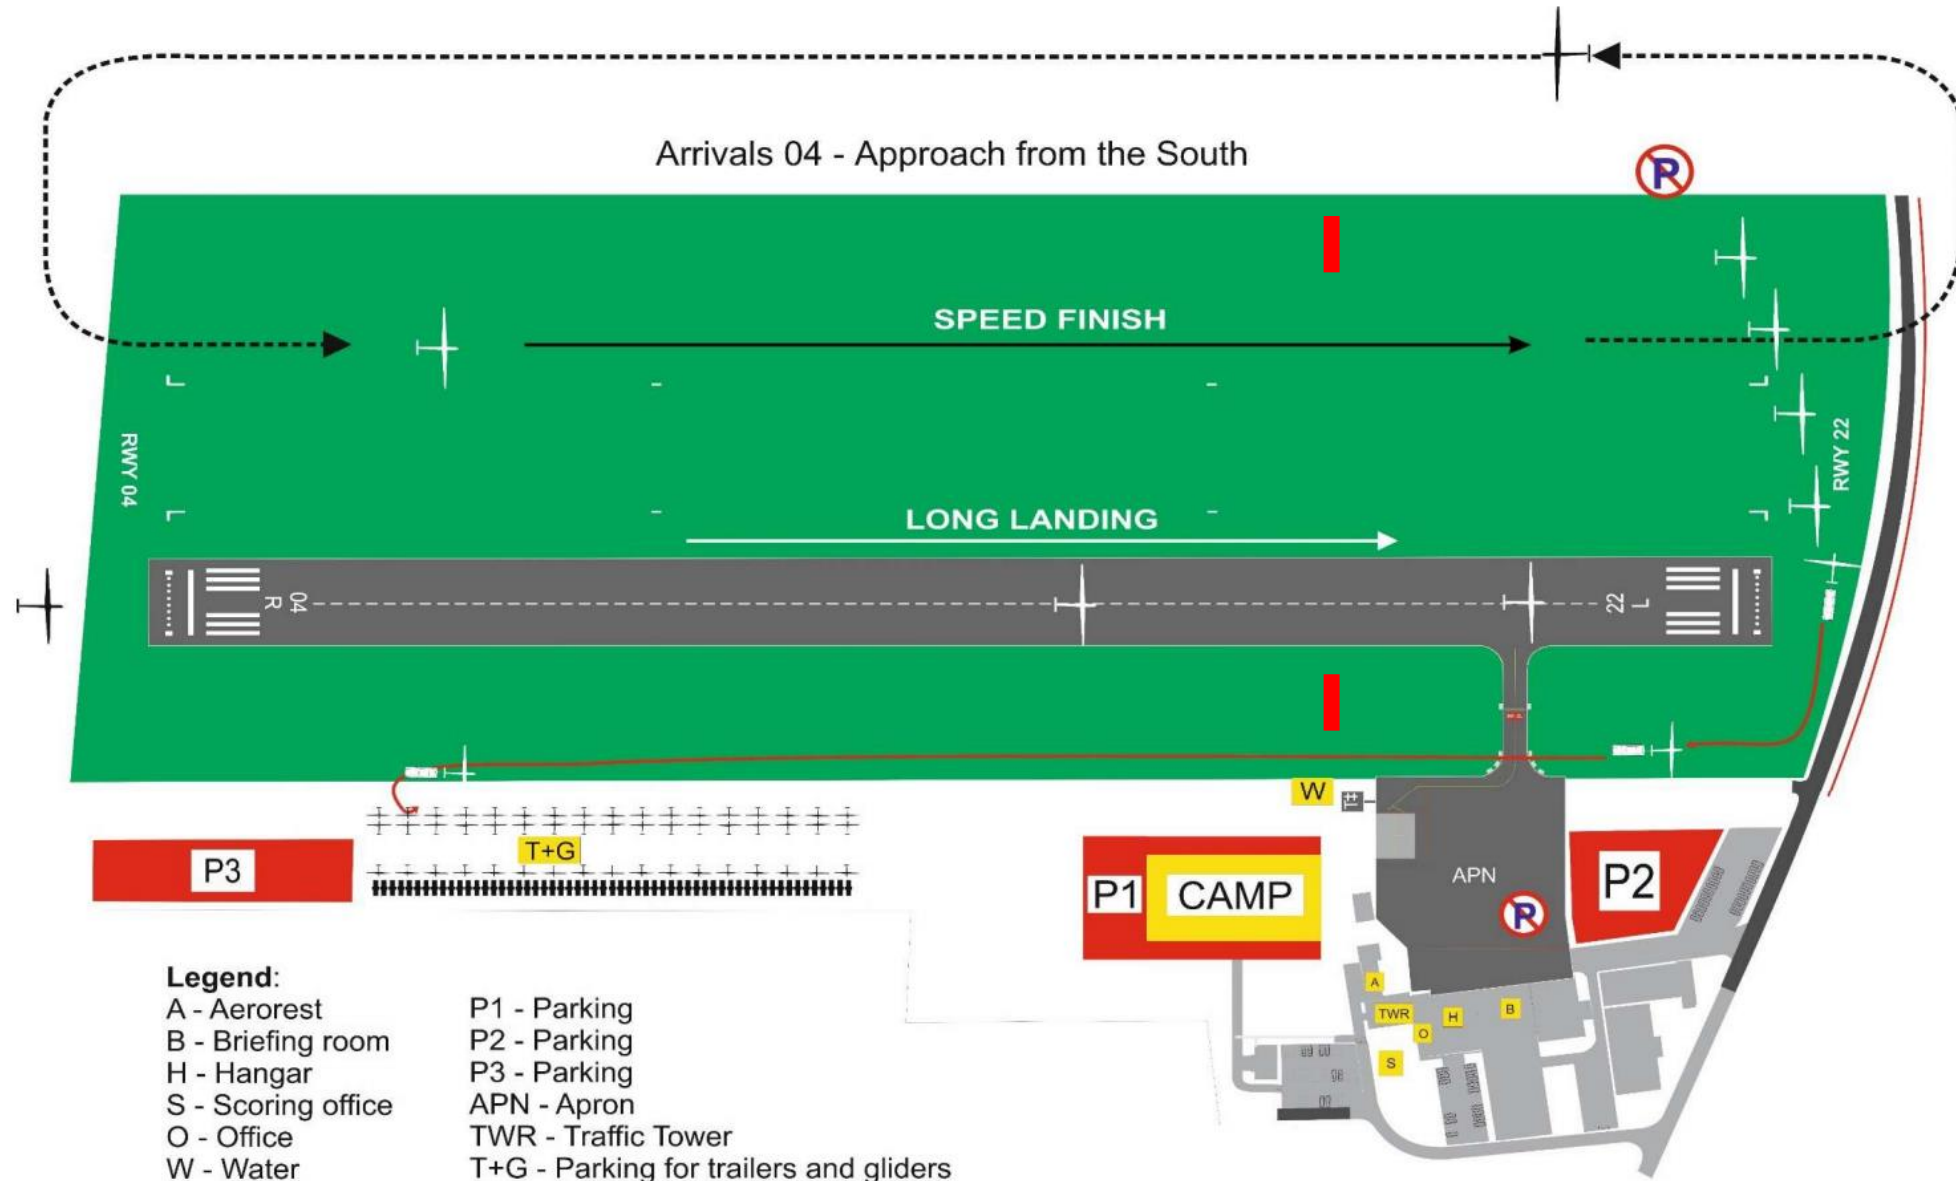 Arrivals 04 - Approach from the South
P
SPEED FINISH
RWY 04
RWY 22
LONG LANDING
04
R
22
L
W
T+G
P3
P1
CAMP
APN
P2
P
A
TWR
H
B
O
S
Legend:
A - Aerorest
B - Briefing room
H - Hangar
S - Scoring office
O - Office
W - Water
P1 - Parking
P2 - Parking
P3 - Parking
APN - Apron
TWR - Traffic Tower
T+G - Parking for trailers and gliders